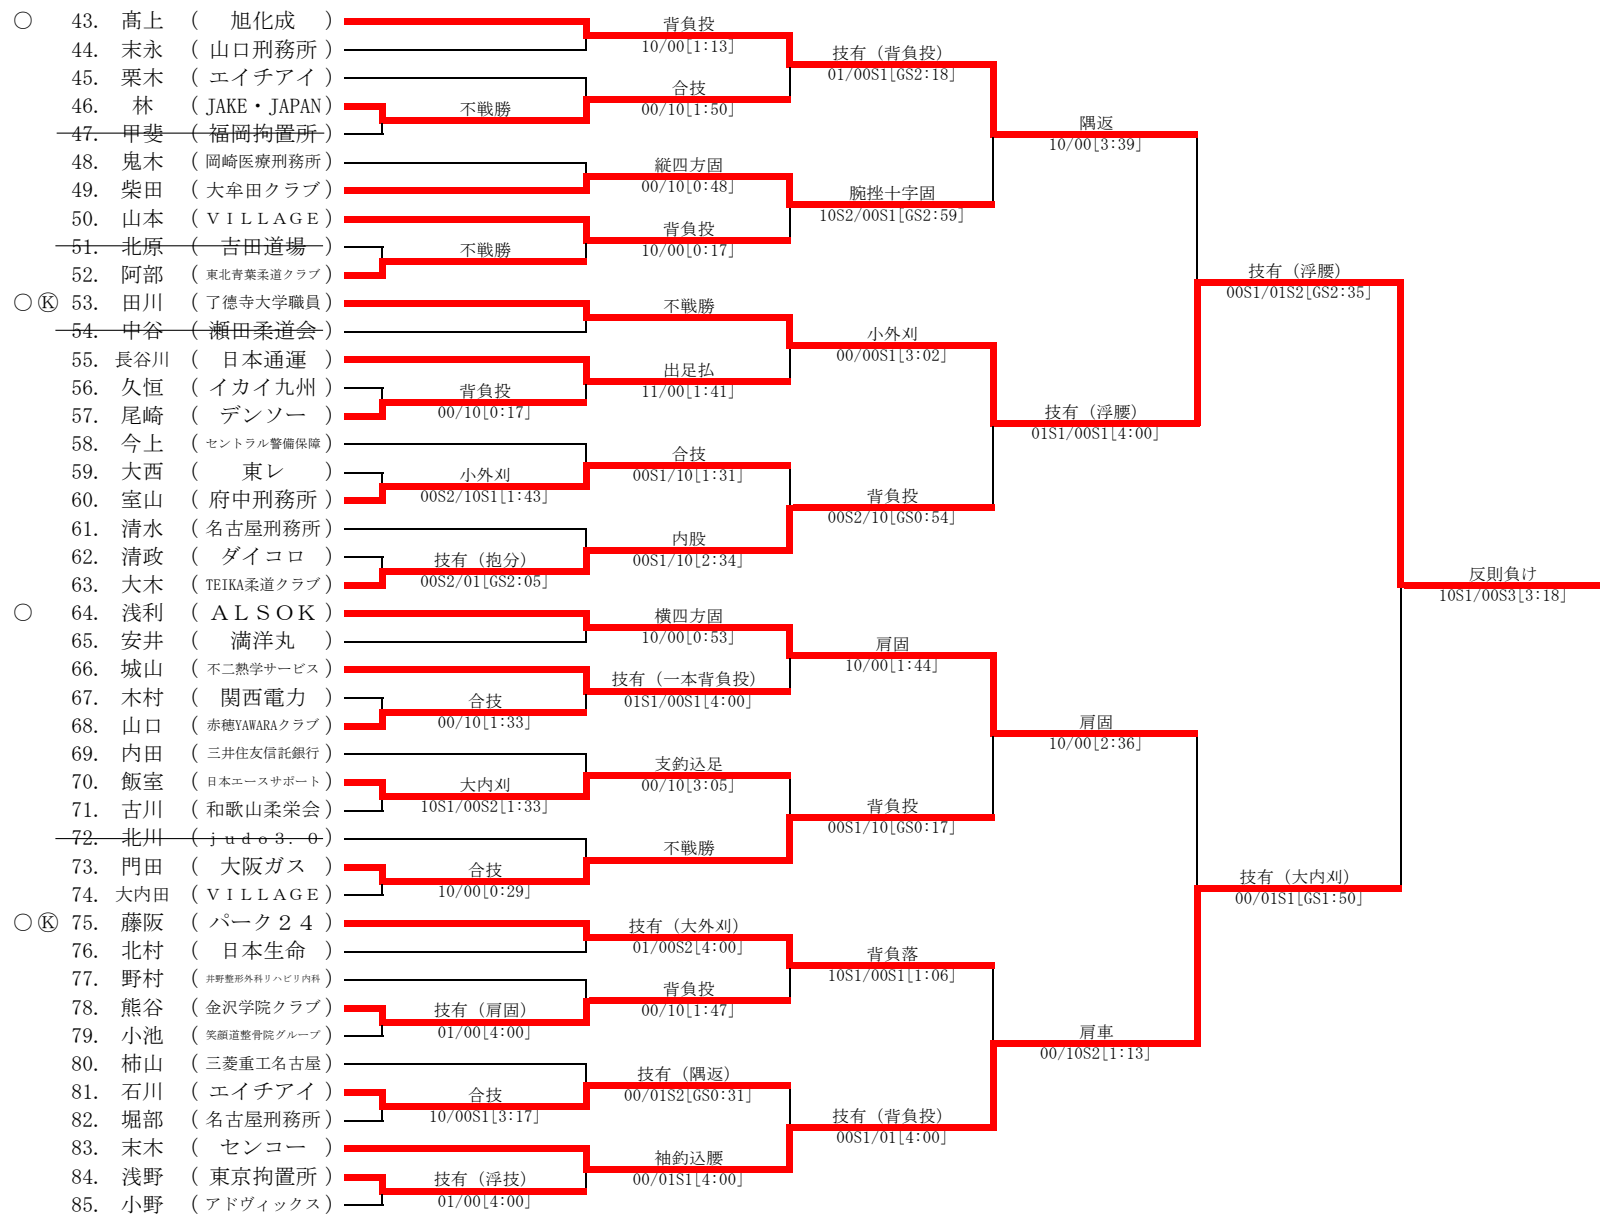 ○ 43. 髙上 ( 旭化成 )
44. 末永 ( 山口刑務所 )
45. 栗木 ( エイチアイ )
46. 林 ( JAKE・JAPAN)
47. 甲斐 ( 福岡拘置所 )
48. 鬼木 ( 岡崎医療刑務所 )
49. 柴田 ( 大牟田クラブ )
50. 山本 ( ＶＩＬＬＡＧＥ )
51. 北原 ( 吉田道場 )
52. 阿部 ( 東北青葉柔道クラブ )
○Ⓚ 53. 田川 ( 了德寺大学職員 )
54. 中谷 ( 瀬田柔道会 )
55. 長谷川 ( 日本通運 )
56. 久恒 ( イカイ九州 )
57. 尾崎 ( デンソー )
58. 今上 ( セントラル警備保障 )
59. 大西 ( 東レ )
60. 室山 ( 府中刑務所 )
61. 清水 ( 名古屋刑務所 )
62. 清政 ( ダイコロ )
63. 大木 ( TEIKA柔道クラブ )
○ 64. 浅利 ( ＡＬＳＯＫ )
65. 安井 ( 満洋丸 )
66. 城山 ( 不二熱学サービス )
67. 木村 ( 関西電力 )
68. 山口 ( 赤穂YAWARAクラブ )
69. 内田 ( 三井住友信託銀行 )
70. 飯室 ( 日本エースサポート )
71. 古川 ( 和歌山柔栄会 )
72. 北川 ( ｊｕｄｏ３．０ )
73. 門田 ( 大阪ガス )
74. 大内田 ( ＶＩＬＬＡＧＥ )
○Ⓚ 75. 藤阪 ( パーク２４ )
76. 北村 ( 日本生命 )
77. 野村 ( 井野整形外科リハビリ内科 )
78. 熊谷 ( 金沢学院クラブ )
79. 小池 ( 笑顔道整骨院グループ )
80. 柿山 ( 三菱重工名古屋 )
81. 石川 ( エイチアイ )
82. 堀部 ( 名古屋刑務所 )
83. 末木 ( センコー )
84. 浅野 ( 東京拘置所 )
85. 小野 ( アドヴィックス )
不戦勝
不戦勝
背負投
00/10[0:17]
小外刈
00S2/10S1[1:43]
技有（抱分）
00S2/01[GS2:05]
合技
00/10[1:33]
大内刈
10S1/00S2[1:33]
合技
10/00[0:29]
技有（肩固）
01/00[4:00]
合技
10/00S1[3:17]
技有（浮技）
01/00[4:00]
背負投
10/00[1:13]
合技
00/10[1:50]
縦四方固
00/10[0:48]
背負投
10/00[0:17]
不戦勝
出足払
11/00[1:41]
合技
00S1/10[1:31]
内股
00S1/10[2:34]
横四方固
10/00[0:53]
技有（一本背負投）
01S1/00S1[4:00]
支釣込足
00/10[3:05]
不戦勝
技有（大外刈）
01/00S2[4:00]
背負投
00/10[1:47]
技有（隅返）
00/01S2[GS0:31]
袖釣込腰
00/01S1[4:00]
技有（背負投）
01/00S1[GS2:18]
腕挫十字固
10S2/00S1[GS2:59]
小外刈
00/00S1[3:02]
背負投
00S2/10[GS0:54]
肩固
10/00[1:44]
背負投
00S1/10[GS0:17]
背負落
10S1/00S1[1:06]
技有（背負投）
00S1/01[4:00]
隅返
10/00[3:39]
技有（浮腰）
01S1/00S1[4:00]
肩固
10/00[2:36]
肩車
00/10S2[1:13]
技有（浮腰）
00S1/01S2[GS2:35]
技有（大内刈）
00/01S1[GS1:50]
反則負け
10S1/00S3[3:18]